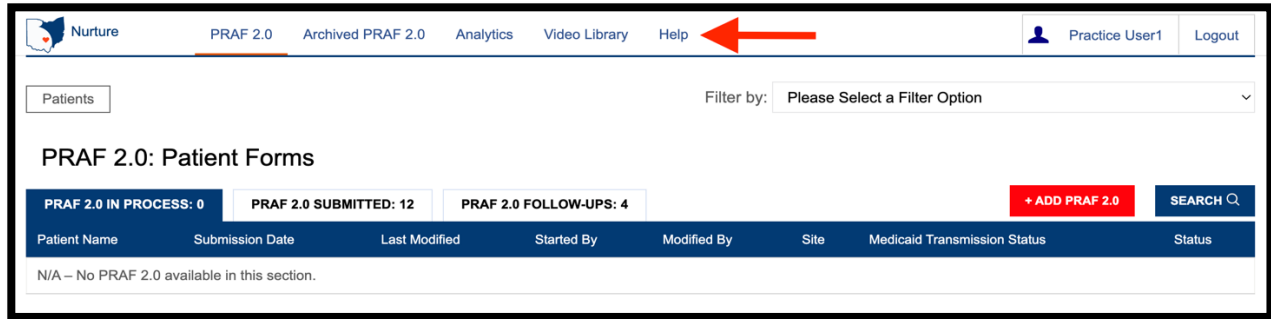 Nurture PRAF 2.0 Archived PRAF 2.0 Analytics Video Library Help Practice User1 Logout
Patients Filter by: Please Select a Filter Option
PRAF 2.0: Patient Forms
PRAF 2.0 IN PROCESS: 0 PRAF 2.0 SUBMITTED: 12 PRAF 2.0 FOLLOW-UPS: 4 + ADD PRAF 2.0 SEARCH
Patient Name Submission Date Last Modified Started By Modified By Site Medicaid Transmission Status Status
N/A – No PRAF 2.0 available in this section.